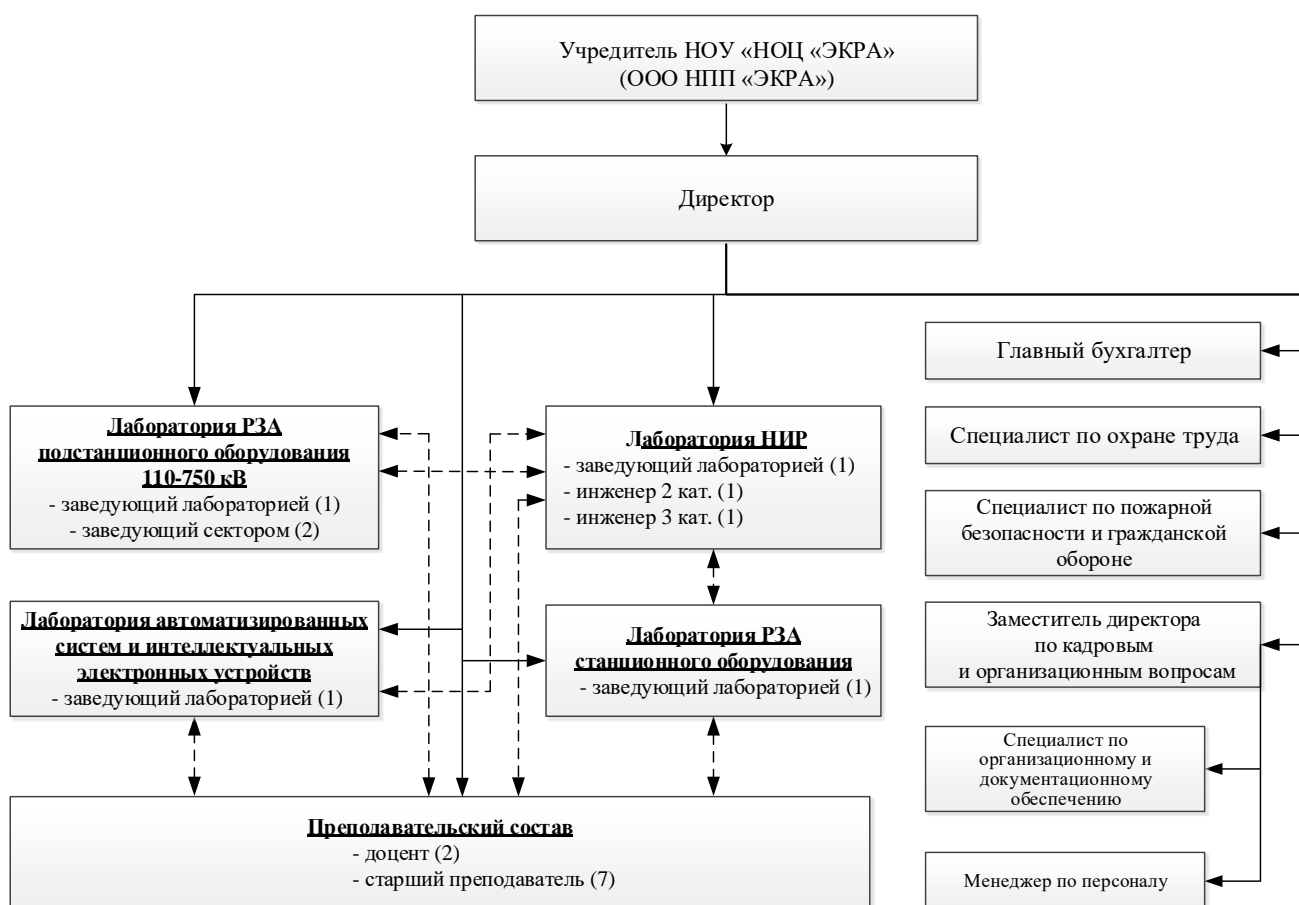 Учредитель НОУ «НОЦ «ЭКРА»
(ООО НПП «ЭКРА»)
Директор
Главный бухгалтер
Специалист по охране труда
Специалист по пожарной
безопасности и гражданской
обороне
Заместитель директора
по кадровым
и организационным вопросам
Специалист по
организационному и
документационному
обеспечению
Менеджер по персоналу
Лаборатория РЗА
подстанционного оборудования
110-750 кВ
- заведующий лабораторией (1)
- заведующий сектором (2)
Лаборатория НИР
- заведующий лабораторией (1)
- инженер 2 кат. (1)
- инженер 3 кат. (1)
Лаборатория автоматизированных
систем и интеллектуальных
электронных устройств
- заведующий лабораторией (1)
Лаборатория РЗА
станционного оборудования
- заведующий лабораторией (1)
Преподавательский состав
- доцент (2)
- старший преподаватель (7)